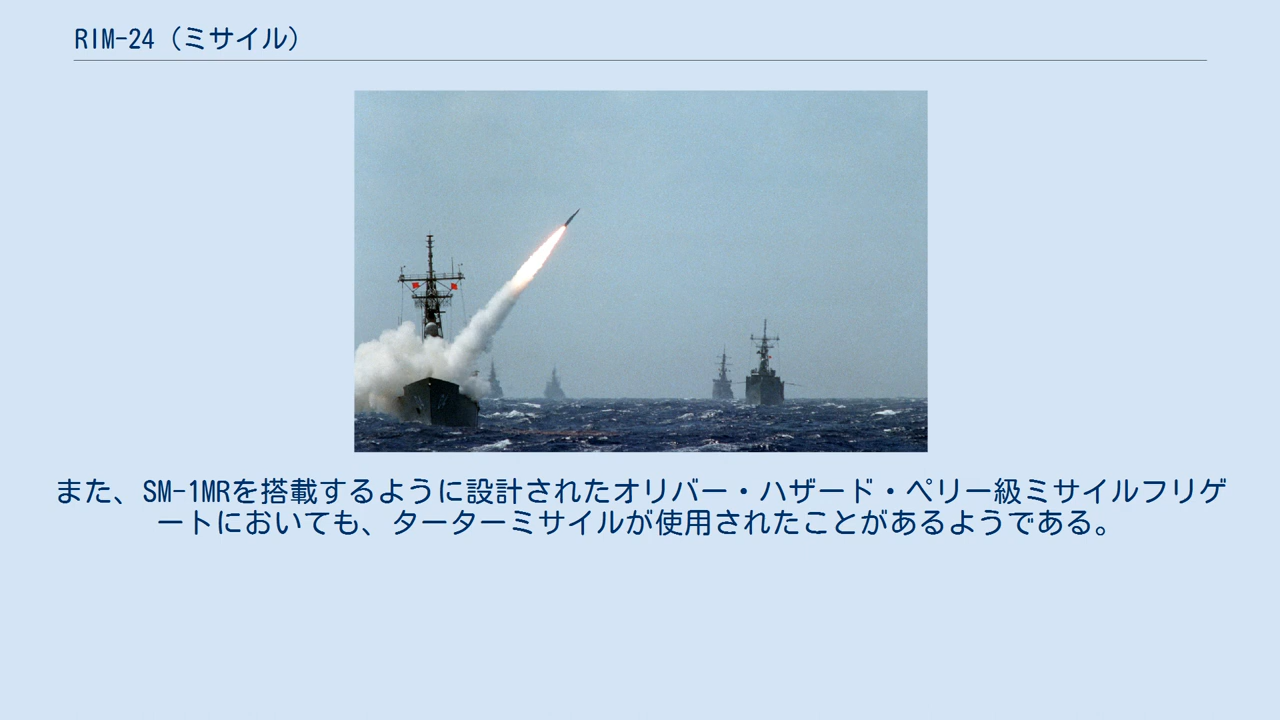 RIM-24（ミサイル）
また、SM-1MRを搭載するように設計されたオリバー・ハザード・ペリー級ミサイルフリゲ
ートにおいても、ターターミサイルが使用されたことがあるようである。